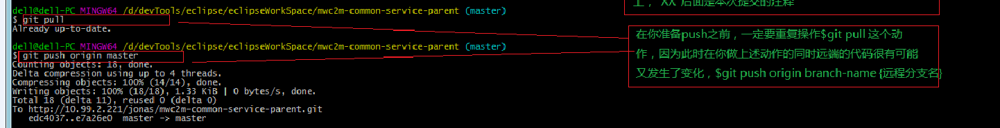 上，"XX"后面是本次提交的注释
dell@dell-PC MINGW64 /d/devTools/eclipse/eclipseWorkSpace/mwc2m-common-service-parent (master)
$ git pull
Already up-to-date.
在你准备push之前，一定要重复操作$git pull 这个动
作，因为此时在你做上述动作的同时远端的代码很有可能
又发生了变化，$git push origin branch-name {远程分支名}
dell@dell-PC MINGW64 /d/devTools/eclipse/eclipseWorkSpace/mwc2m-common-service-parent (master)
$ git push origin master
Counting objects: 18, done.
Delta compression using up to 4 threads.
Compressing objects: 100% (14/14), done.
Writing objects: 100% (18/18), 1.33 KiB | 0 bytes/s, done.
Total 18 (delta 11), reused 0 (delta 0)
To http://10.99.2.221/jonas/mwc2m-common-service-parent.git
   edc4037..e7a26e0  master -> master